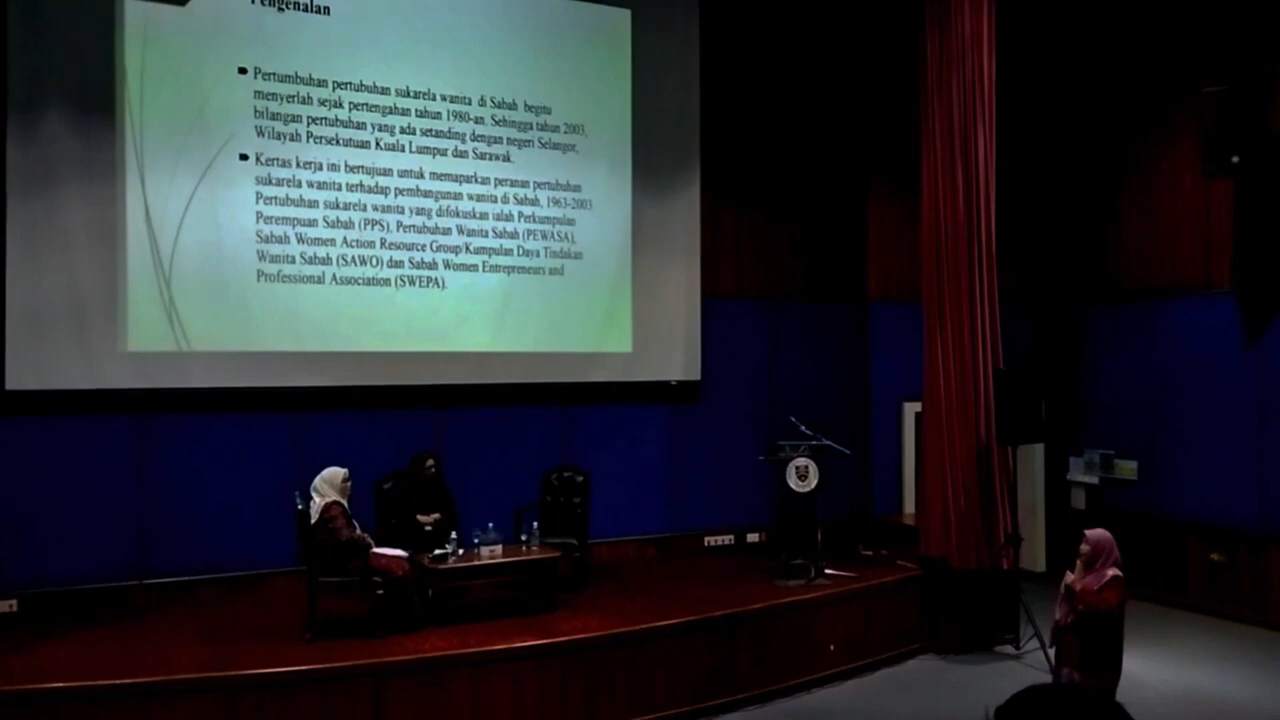 Pengenalan
Pertumbuhan pertubuhan sukarela wanita di Sabah begitu
menyerlah sejak pertengahan tahun 1980-an. Sehingga tahun 2003,
bilangan pertubuhan yang ada setanding dengan negeri Selangor,
Wilayah Persekutuan Kuala Lumpur dan Sarawak.
Kertas kerja ini bertujuan untuk memaparkan peranan pertubuhan
sukarela wanita terhadap pembangunan wanita di Sabah, 1963-2003.
Pertubuhan sukarela wanita yang difokuskan ialah Perkumpulan
Perempuan Sabah (PPS), Pertubuhan Wanita Sabah (PEWASA),
Sabah Women Action Resource Group/Kumpulan Daya Tindakan
Wanita Sabah (SAWO) dan Sabah Women Entrepreneurs and
Professional Association (SWEPA).